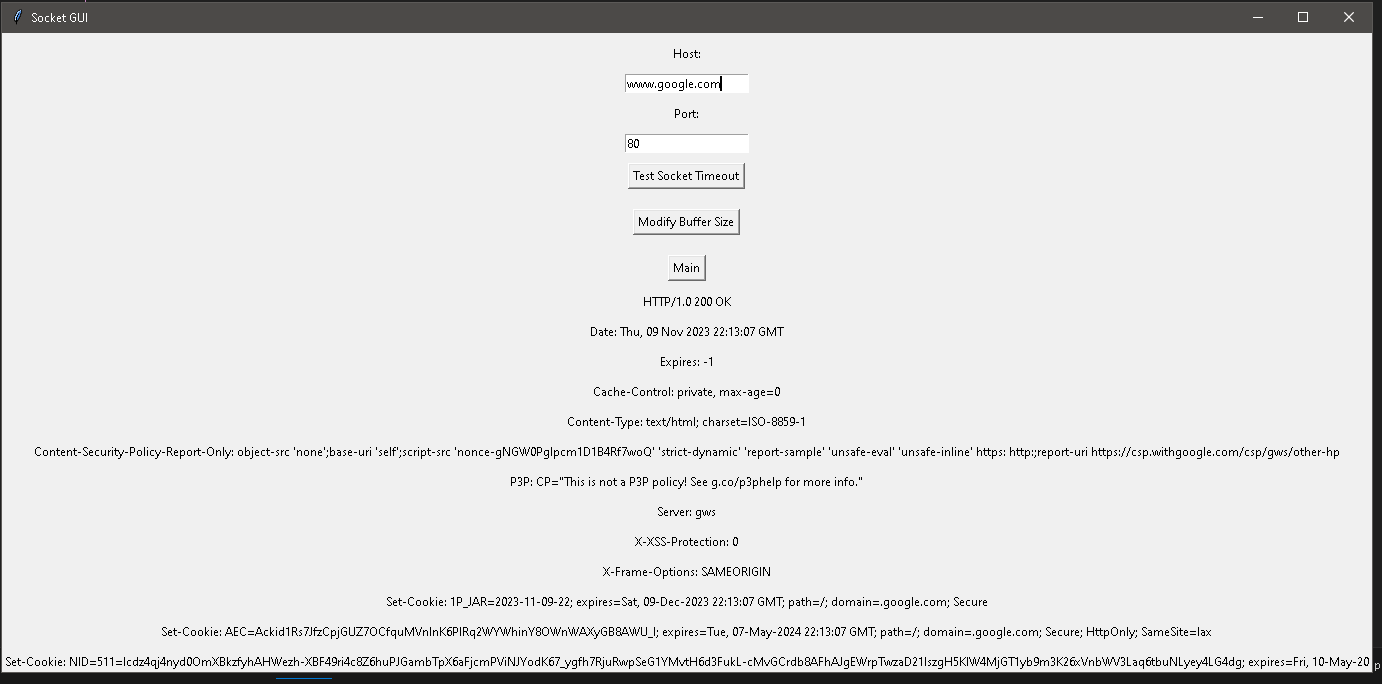 Socket GUI
Host:
www.google.com
Port:
80
Test Socket Timeout
Modify Buffer Size
Main
HTTP/1.0 200 OK
Date: Thu, 09 Nov 2023 22:13:07 GMT
Expires: -1
Cache-Control: private, max-age=0
Content-Type: text/html; charset=ISO-8859-1
Content-Security-Policy-Report-Only: object-src 'none';base-uri 'self';script-src 'nonce-gNGW0PgIpcm1D1B4Rf7woQ' 'strict-dynamic' 'report-sample' 'unsafe-eval' 'unsafe-inline' https: http:;report-uri https://csp.withgoogle.com/csp/gws/other-hp
P3P: CP="This is not a P3P policy! See g.co/p3phelp for more info."
Server: gws
X-XSS-Protection: 0
X-Frame-Options: SAMEORIGIN
Set-Cookie: 1P_JAR=2023-11-09-22; expires=Sat, 09-Dec-2023 22:13:07 GMT; path=/; domain=.google.com; Secure
Set-Cookie: expires=Tue, 07-May-2024 22:13:07 GMT; path=/; domain=.google.com; Secure; HttpOnly; SameSite=lax
Set-Cookie: expires=Fri, 10-May-20